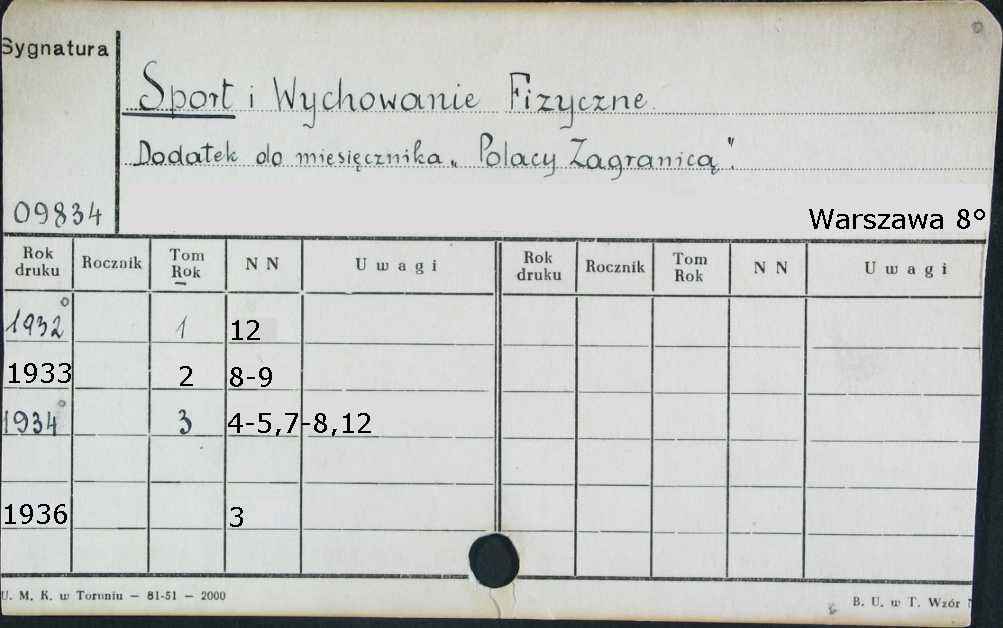 Sygnatura
Sport i Wychowanie Fizyczne
Dodatek do miesięcznika „Polacy Zagranicą".
09834
Warszawa 8°
Rok druku Rocznik Tom Rok N N Uwagi Rok druku Rocznik Tom Rok N N Uwagi
1932° 1 12
1933 2 8-9
1934° 3 4-5,7-8,12
1936 3
U. M. K. w Toruniu — 81-51 — 2000
B. U. w T. Wzór